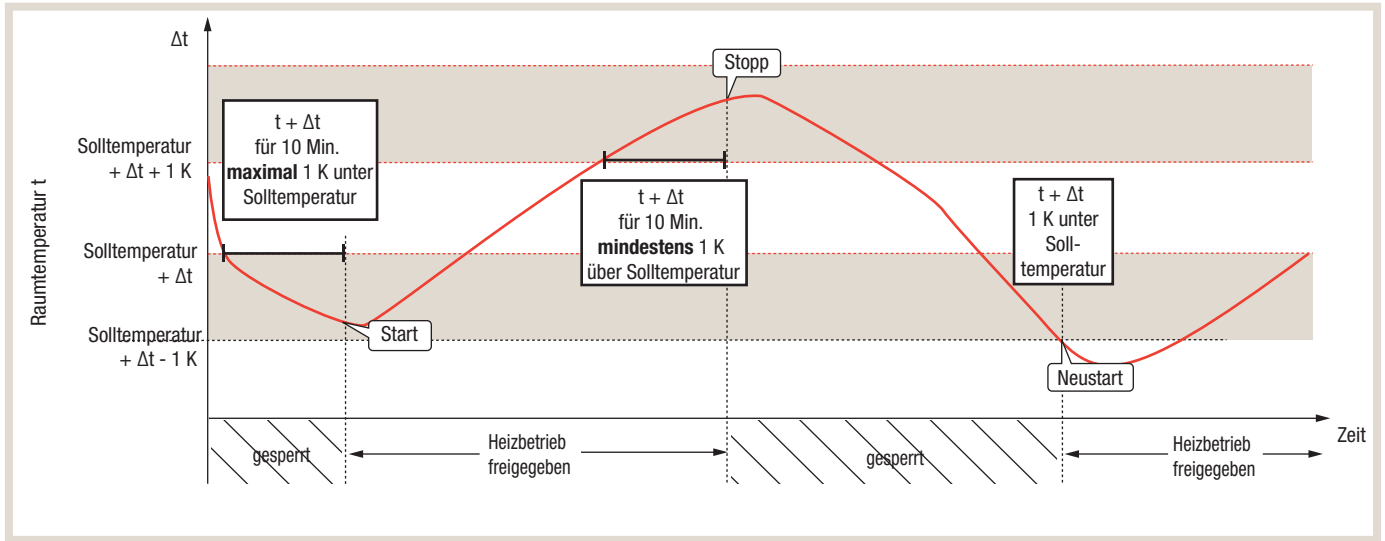 Δt
Raumtemperatur t
Solltemperatur
+ Δt + 1 K
Solltemperatur
+ Δt
Solltemperatur
+ Δt - 1 K
t + Δt
für 10 Min.
maximal 1 K unter
Solltemperatur
Start
Stopp
t + Δt
für 10 Min.
mindestens 1 K
über Solltemperatur
t + Δt
1 K unter
Soll-
temperatur
Neustart
Zeit
gesperrt
Heizbetrieb
freigegeben
gesperrt
Heizbetrieb
freigegeben